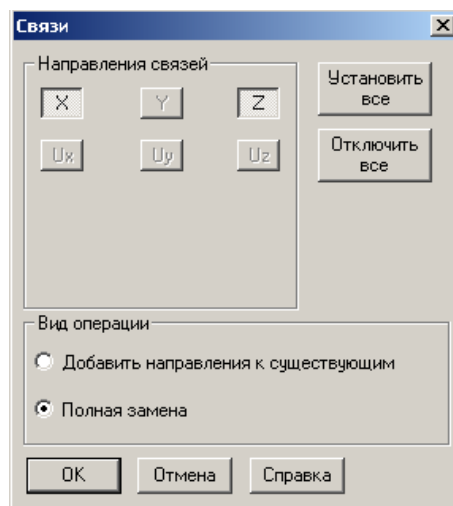 Связи
Направления связей
X Y Z
Ux Uy Uz
Установить
все
Отключить
все
Вид операции
Добавить направления к существующим
Полная замена
OK Отмена Справка